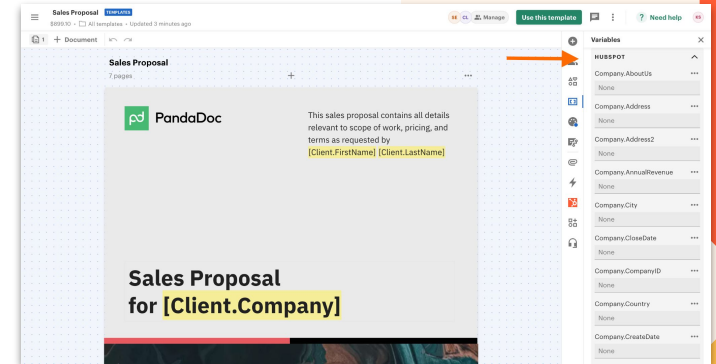 Sales Proposal TEMPLATES
$899.10 • All templates • Updated 3 minutes ago
SE CL Manage
Use this template
? Need help
KS
1 + Document
Variables
Sales Proposal
7 pages
HUBSPOT
Company.AboutUs
None
Company.Address
None
Company.Address2
None
Company.AnnualRevenue
None
Company.City
None
Company.CloseDate
None
Company.CompanyID
None
Company.Country
None
Company.CreateDate
None
pd PandaDoc
This sales proposal contains all details
relevant to scope of work, pricing, and
terms as requested by
[Client.FirstName] [Client.LastName]
Sales Proposal
for [Client.Company]